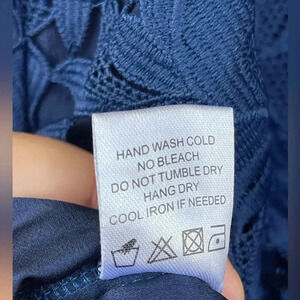 HAND WASH COLD
NO BLEACH
DO NOT TUMBLE DRY
HANG DRY
COOL IRON IF NEEDED